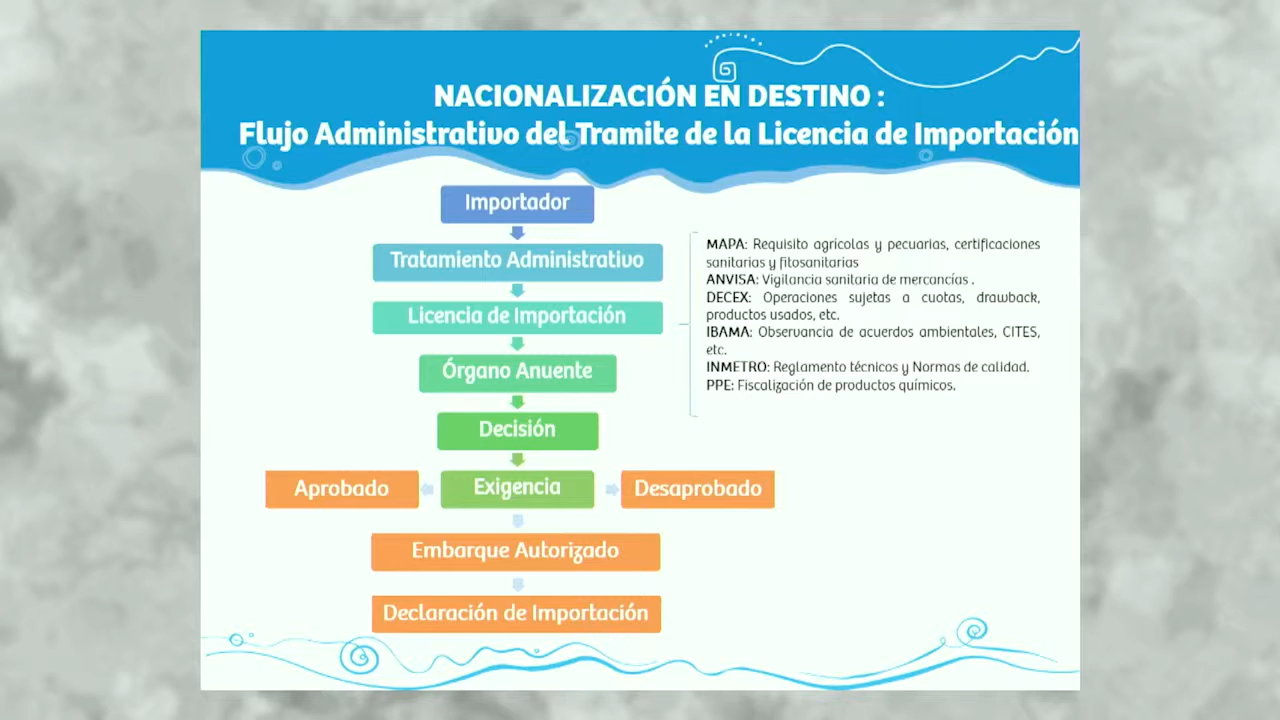 NACIONALIZACIÓN EN DESTINO :
Flujo Administrativo del Tramite de la Licencia de Importación
Importador
Tratamiento Administrativo
Licencia de Importación
Órgano Anuente
Decisión
Aprobado
Exigencia
Desaprobado
Embarque Autorizado
Declaración de Importación
MAPA: Requisito agrícolas y pecuarias, certificaciones
sanitarias y fitosanitarias
ANVISA: Vigilancia sanitaria de mercancías .
DECEX: Operaciones sujetas a cuotas, drawback,
productos usados, etc.
IBAMA: Observancia de acuerdos ambientales, CITES,
etc.
INMETRO: Reglamento técnicos y Normas de calidad.
PPE: Fiscalización de productos químicos.